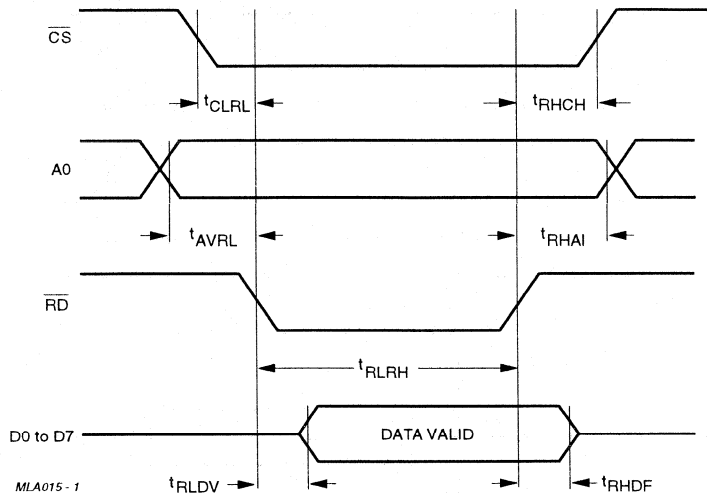 CS
tCLRL
tRHCH
A0
tAVRL
tRHAI
RD
tRLRH
D0 to D7
DATA VALID
MLA015 - 1
tRLDV
tRHDF